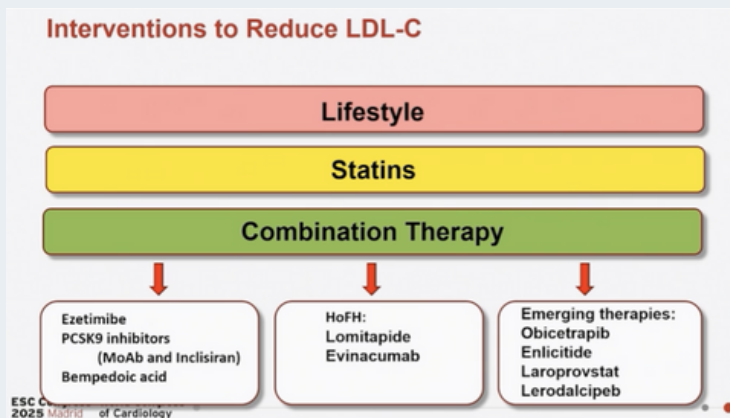 Interventions to Reduce LDL-C
Lifestyle
Statins
Combination Therapy
Ezetimibe
PCSK9 inhibitors
(MoAb and Inclisiran)
Bempedoic acid
HoFH:
Lomitapide
Evinacumab
Emerging therapies:
Obicetrapib
Enlicitide
Laroprovstat
Lerodalcipeb
ESC
2025 Madrid of Cardiology